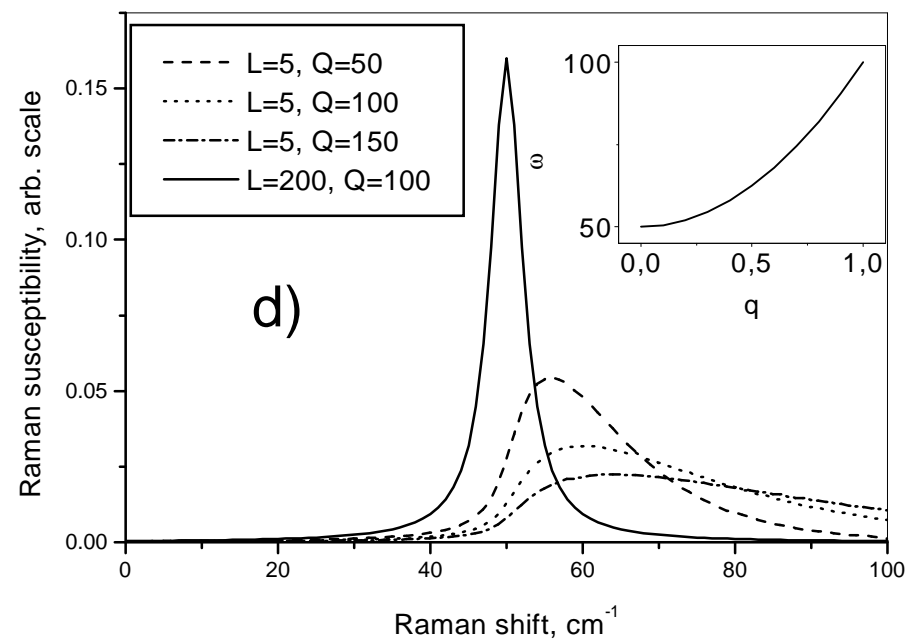 L=5, Q=50
L=5, Q=100
L=5, Q=150
L=200, Q=100
d)
Raman susceptibility, arb. scale
0.15
0.10
0.05
0.00
0
20
40
60
80
100
Raman shift, cm⁻¹
ω
100
50
0,0
0,5
1,0
q